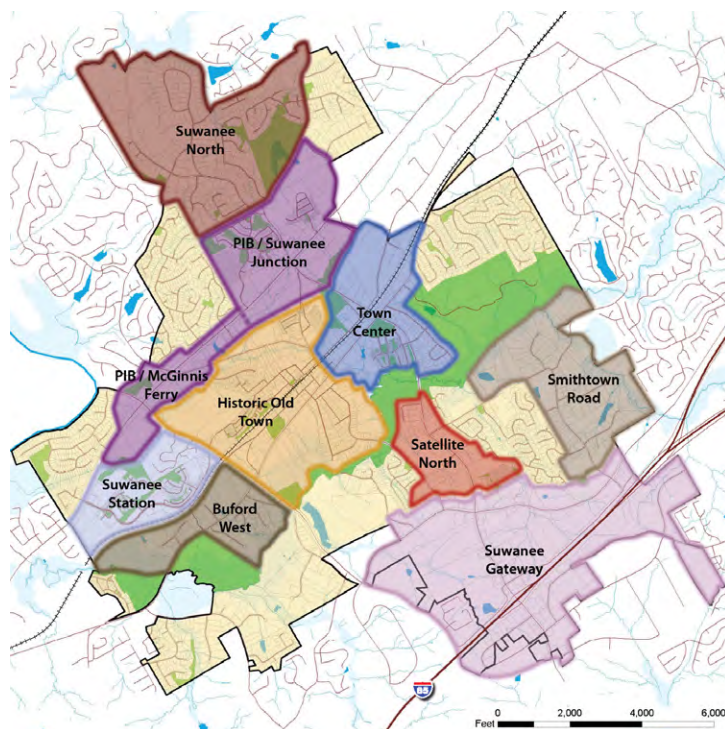 Suwanee
North
PIB / Suwanee
Junction
Town
Center
PIB / McGinnis
Ferry
Historic Old
Town
Smithtown
Road
Satellite
North
Suwanee
Station
Buford
West
Suwanee
Gateway
85
Feet 0 2,000 4,000 6,000